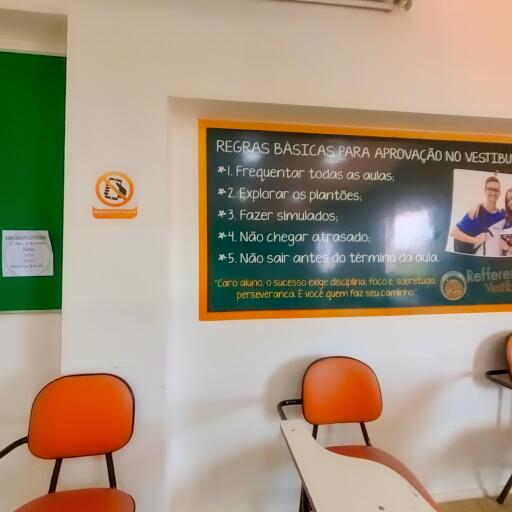 REGRAS BÁSICAS PARA APROVAÇÃO NO VESTIBU
*1. Frequentar todas as aulas;
*2. Explorar os plantões;
*3. Fazer simulados;
*4. Não chegar atrasado;
*5. Não sair antes do término da aula.
"Caro aluno, o sucesso exige disciplina, foco e, sobretudo,
perseverança. É você quem faz seu caminho."
Refferen
Vestib